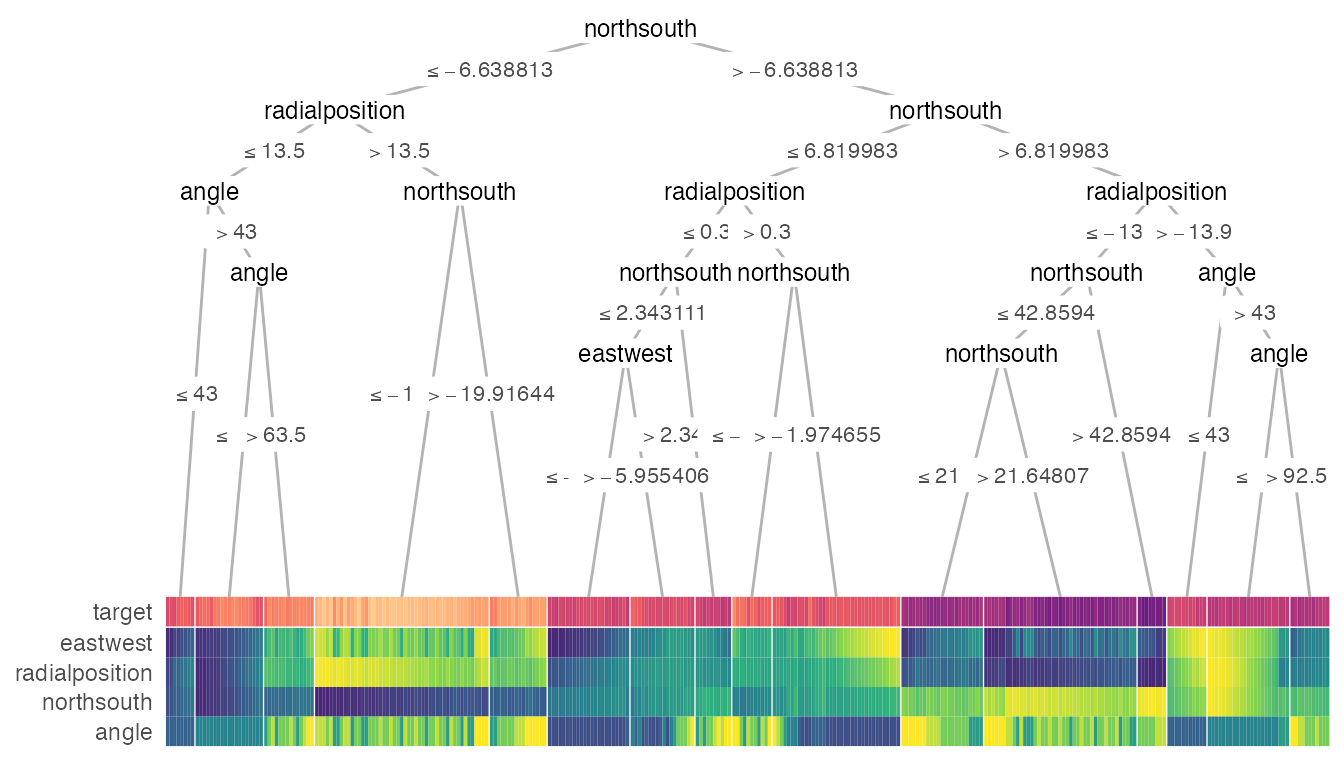 northsouth
≤ −6.638813 > −6.638813
radialposition northsouth
≤ 13.5 > 13.5 ≤ 6.819983 > 6.819983
angle northsouth radialposition radialposition
> 43 ≤ 0.3 > 0.3 ≤ −13 > −13.9
angle northsouth northsouth northsouth angle
≤ 2.343111 ≤ 42.8594 > 43
eastwest northsouth angle
≤ 43 ≤ −1 > −19.91644
≤ > 63.5 > 2.34 ≤ − > −1.974655 > 42.8594 ≤ 43
≤ - > −5.955406 ≤ 21 > 21.64807 ≤ > 92.5
target
eastwest
radialposition
northsouth
angle